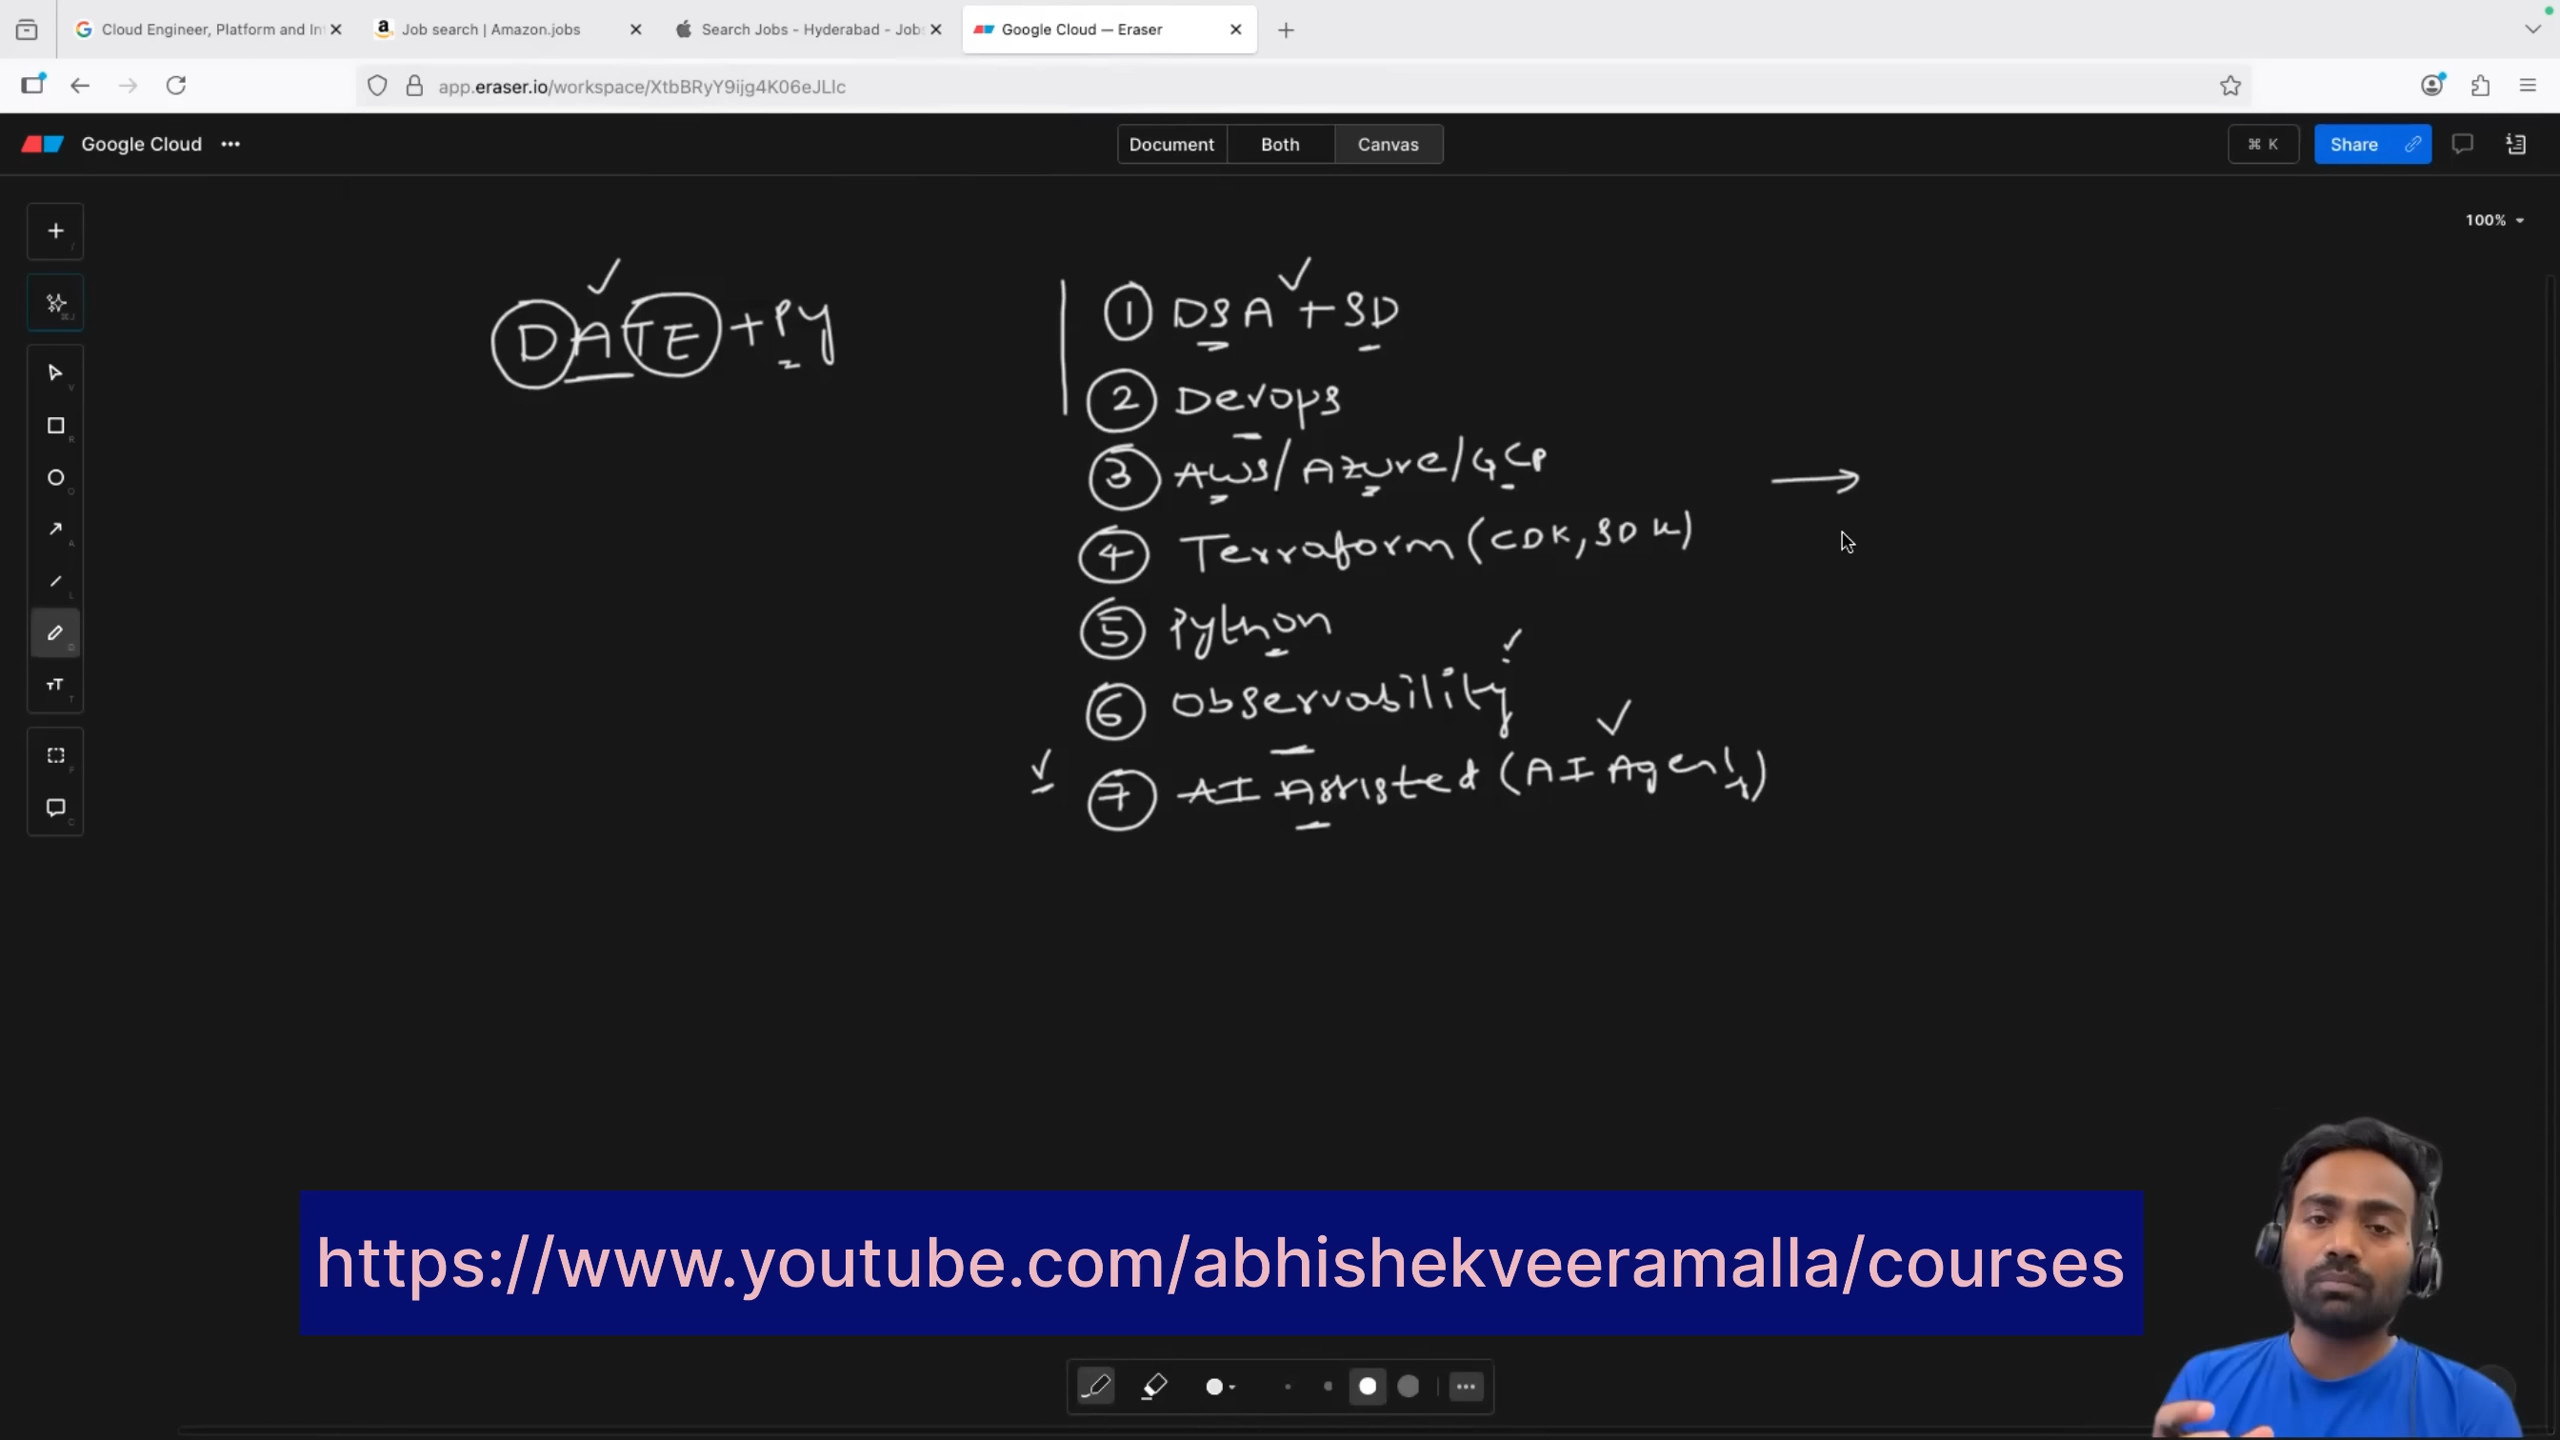 Cloud Engineer, Platform and In
Job search | Amazon.jobs
Search Jobs - Hyderabad - Job
Google Cloud — Eraser
app.eraser.io/workspace/XtbBRyY9ijg4K06eJLlc
Google Cloud
Document
Both
Canvas
⌘ K
Share
100%
DATE + PY
① DSA + SD
② Devops
③ AWS/Azure/GCP
④ Terraform (CDK, SDK)
⑤ Python
⑥ Observability
⑦ AI Assisted (AI Agents)
https://www.youtube.com/abhishekveeramalla/courses